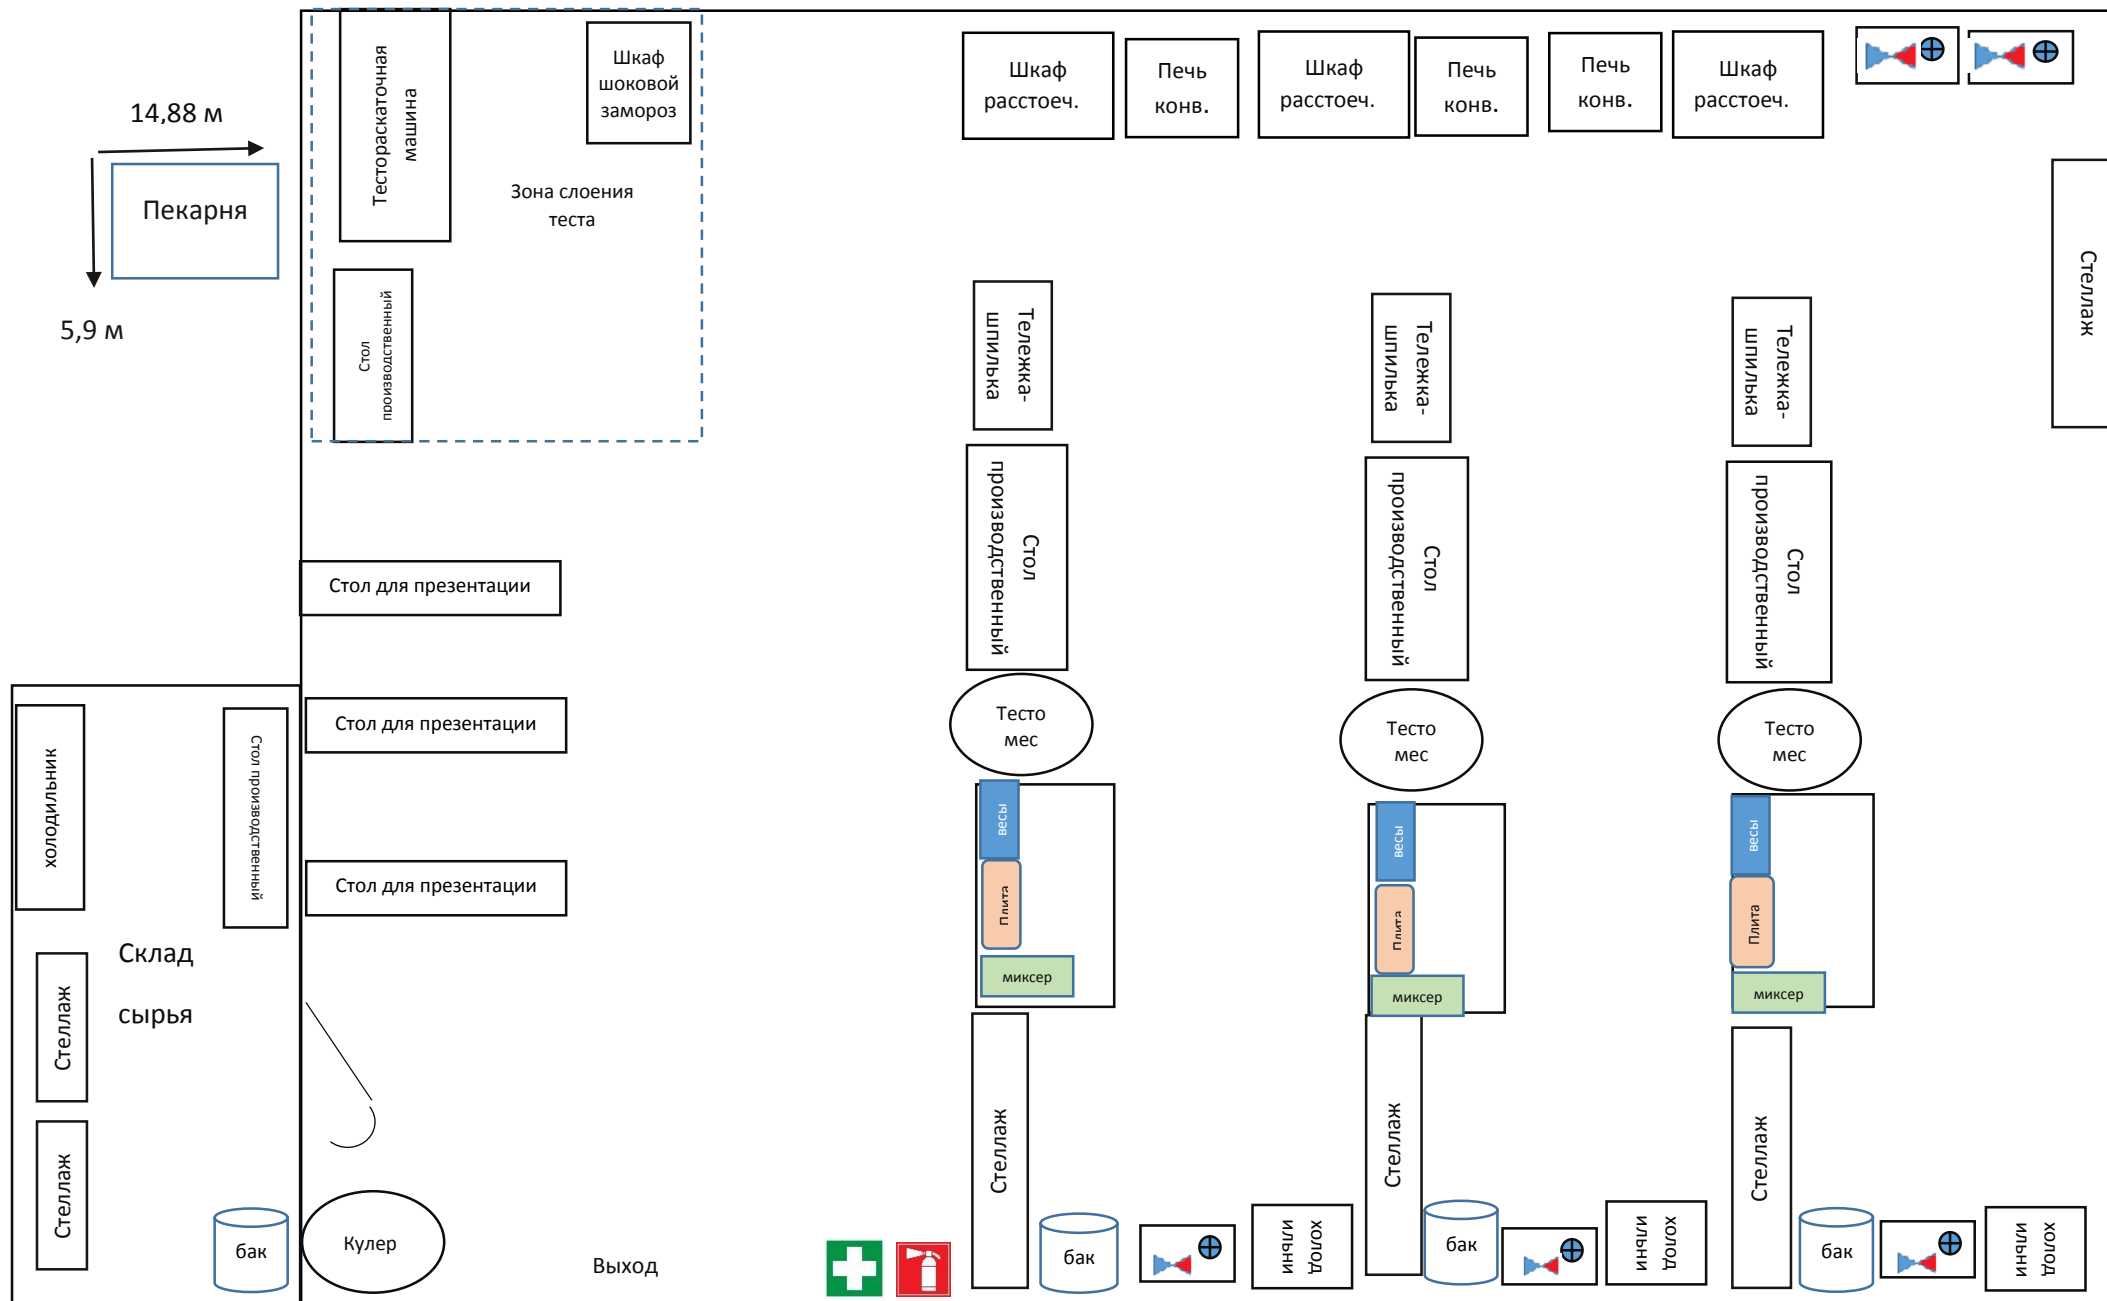 14,88 м
Пекарня
5,9 м
Тестораскаточная
машина
Шкаф
шоковой
замороз
Зона слоения
теста
Стол
производственный
Шкаф
расстоеч.
Печь
конв.
Шкаф
расстоеч.
Печь
конв.
Печь
конв.
Шкаф
расстоеч.
Стеллаж
Тележка-
шпилька
Тележка-
шпилька
Тележка-
шпилька
Стол
производственный
Стол
производственный
Стол
производственный
Стол для презентации
Стол для презентации
Стол для презентации
холодильник
Стол производственный
Склад
сырья
Стеллаж
Стеллаж
бак
Кулер
Выход
Тесто
мес
Тесто
мес
Тесто
мес
весы
Плита
миксер
весы
Плита
миксер
весы
Плита
миксер
Стеллаж
бак
холод
ильни
Стеллаж
бак
холод
ильни
Стеллаж
бак
холод
ильни